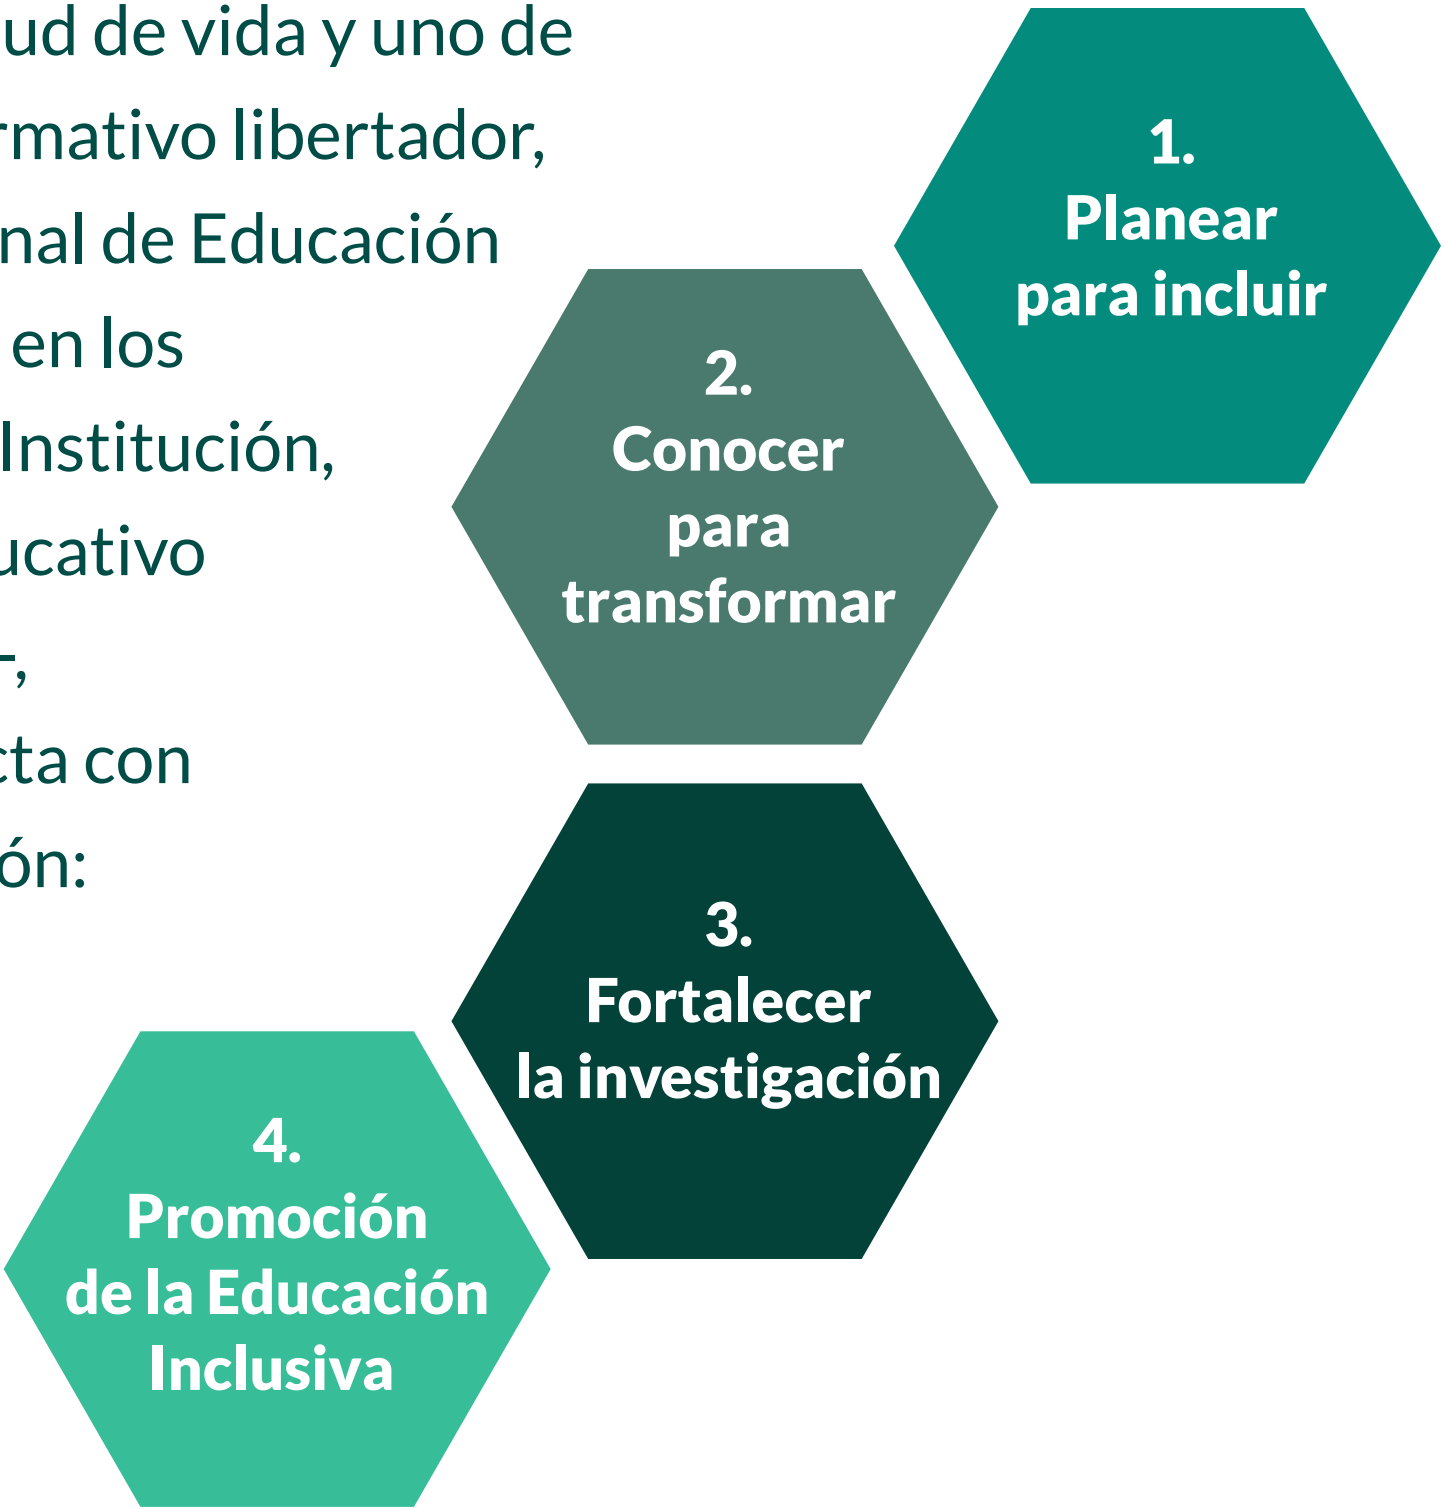 ud de vida y uno de
rmativo libertador,
nal de Educación
en los
Institución,
ucativo
-,
cta con
ón:
1.
Planear
para incluir
2.
Conocer
para
transformar
3.
Fortalecer
la investigación
4.
Promoción
de la Educación
Inclusiva